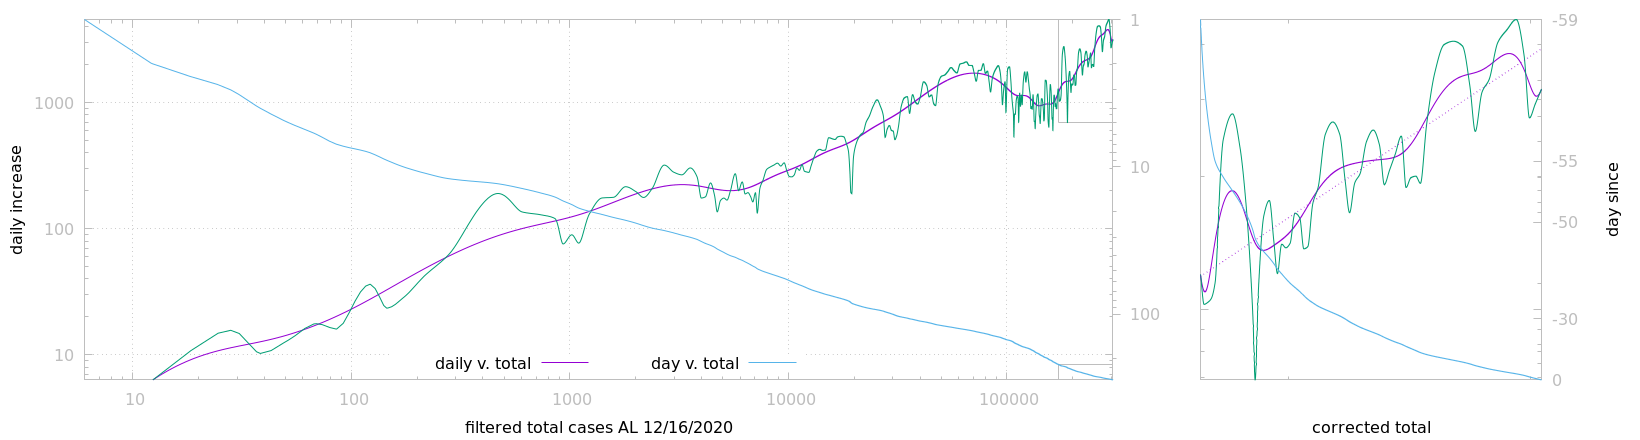 daily increase
1000
100
10
10
100
1000
10000
100000
filtered total cases AL 12/16/2020
daily v. total
day v. total
1
10
100
-59
-55
-50
-30
0
day since
corrected total